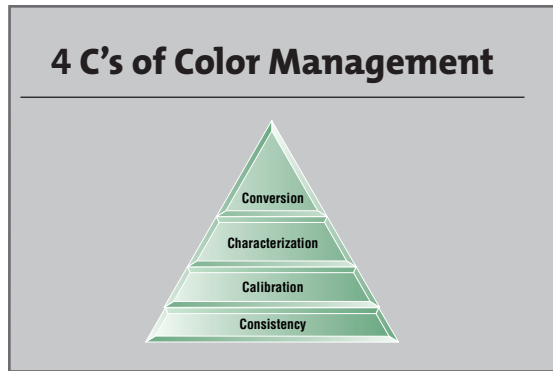 4 C's of Color Management
Conversion
Characterization
Calibration
Consistency